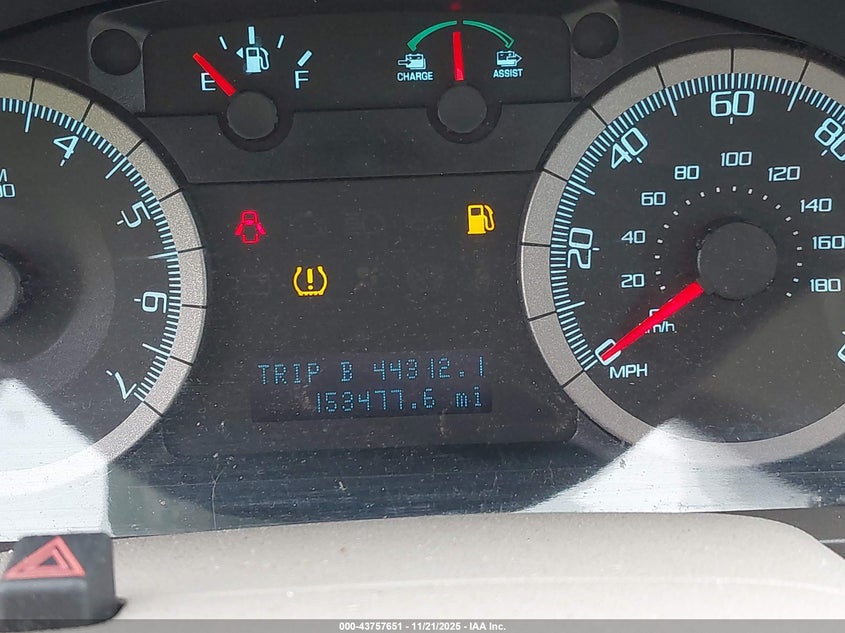 E F
CHARGE ASSIST
4
5
6
7
0 20 40 60 80
20 40 60 80 100 120 140 160 180
km/h
MPH
TRIP B 44312.1
153477.6 mi
000-43757651 - 11/21/2025 - IAA Inc.